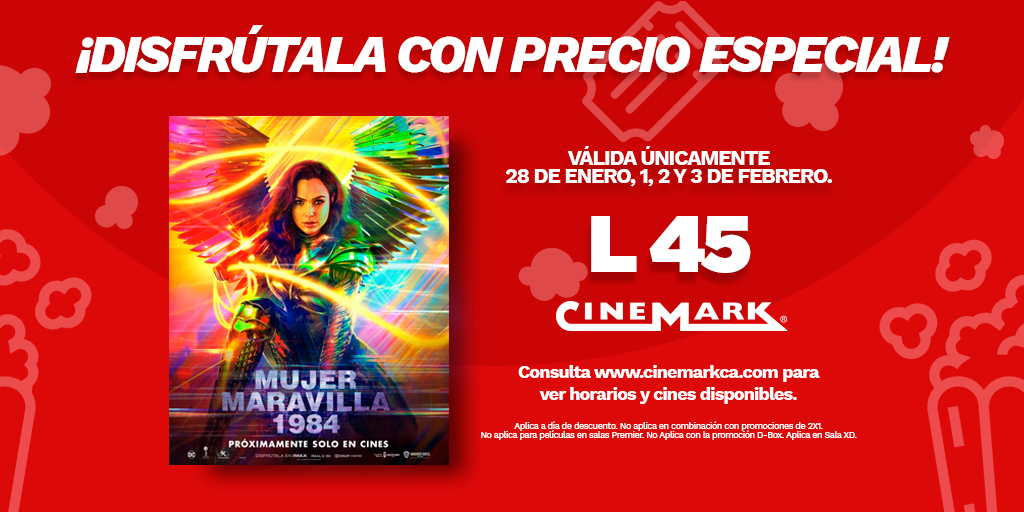 ¡DISFRÚTALA CON PRECIO ESPECIAL!
VÁLIDA ÚNICAMENTE
28 DE ENERO, 1, 2 Y 3 DE FEBRERO.
L 45
CINEMARK®
Consulta www.cinemarkca.com para
ver horarios y cines disponibles.
Aplica a día de descuento. No aplica en combinación con promociones de 2X1.
No aplica para películas en salas Premier. No Aplica con la promoción D-Box. Aplica en Sala XD.
MUJER
MARAVILLA
1984
PRÓXIMAMENTE SOLO EN CINES
DISFRÚTALA EN IMAX